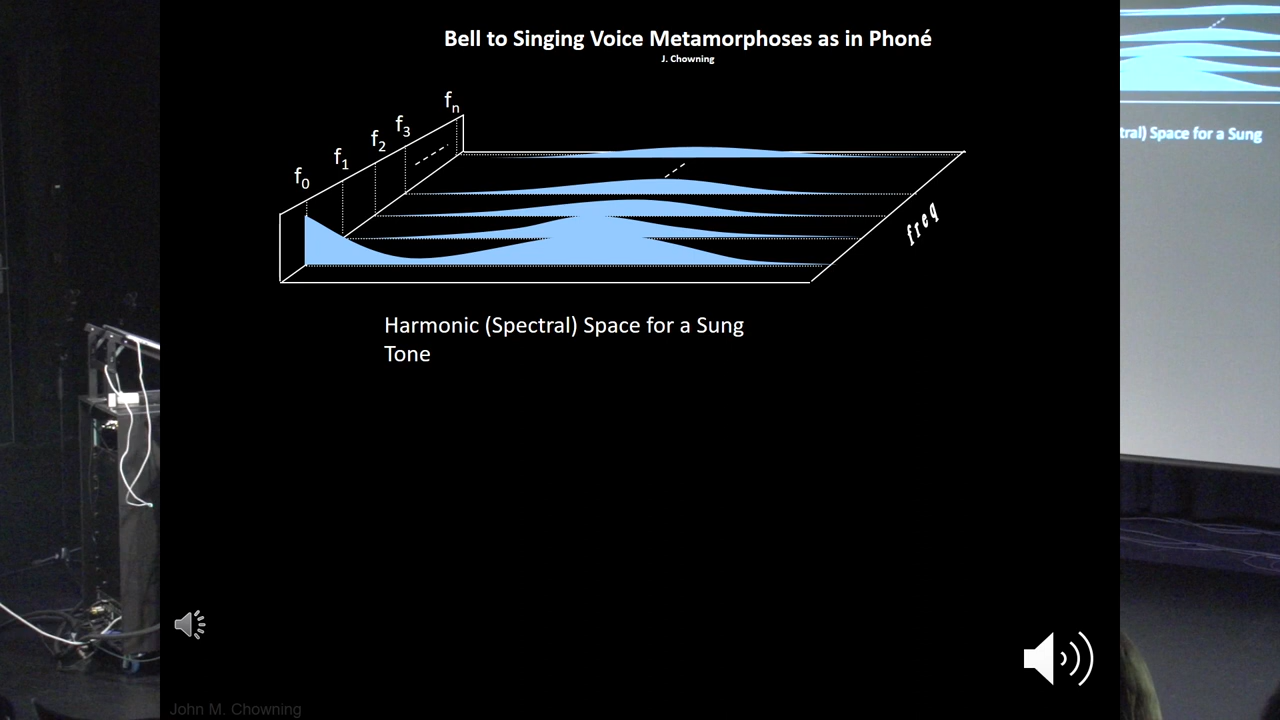 Bell to Singing Voice Metamorphoses as in Phoné
J. Chowning
fn
f3
f2
f1
f0
freq
Harmonic (Spectral) Space for a Sung
Tone
tral) Space for a Sung
John M. Chowning